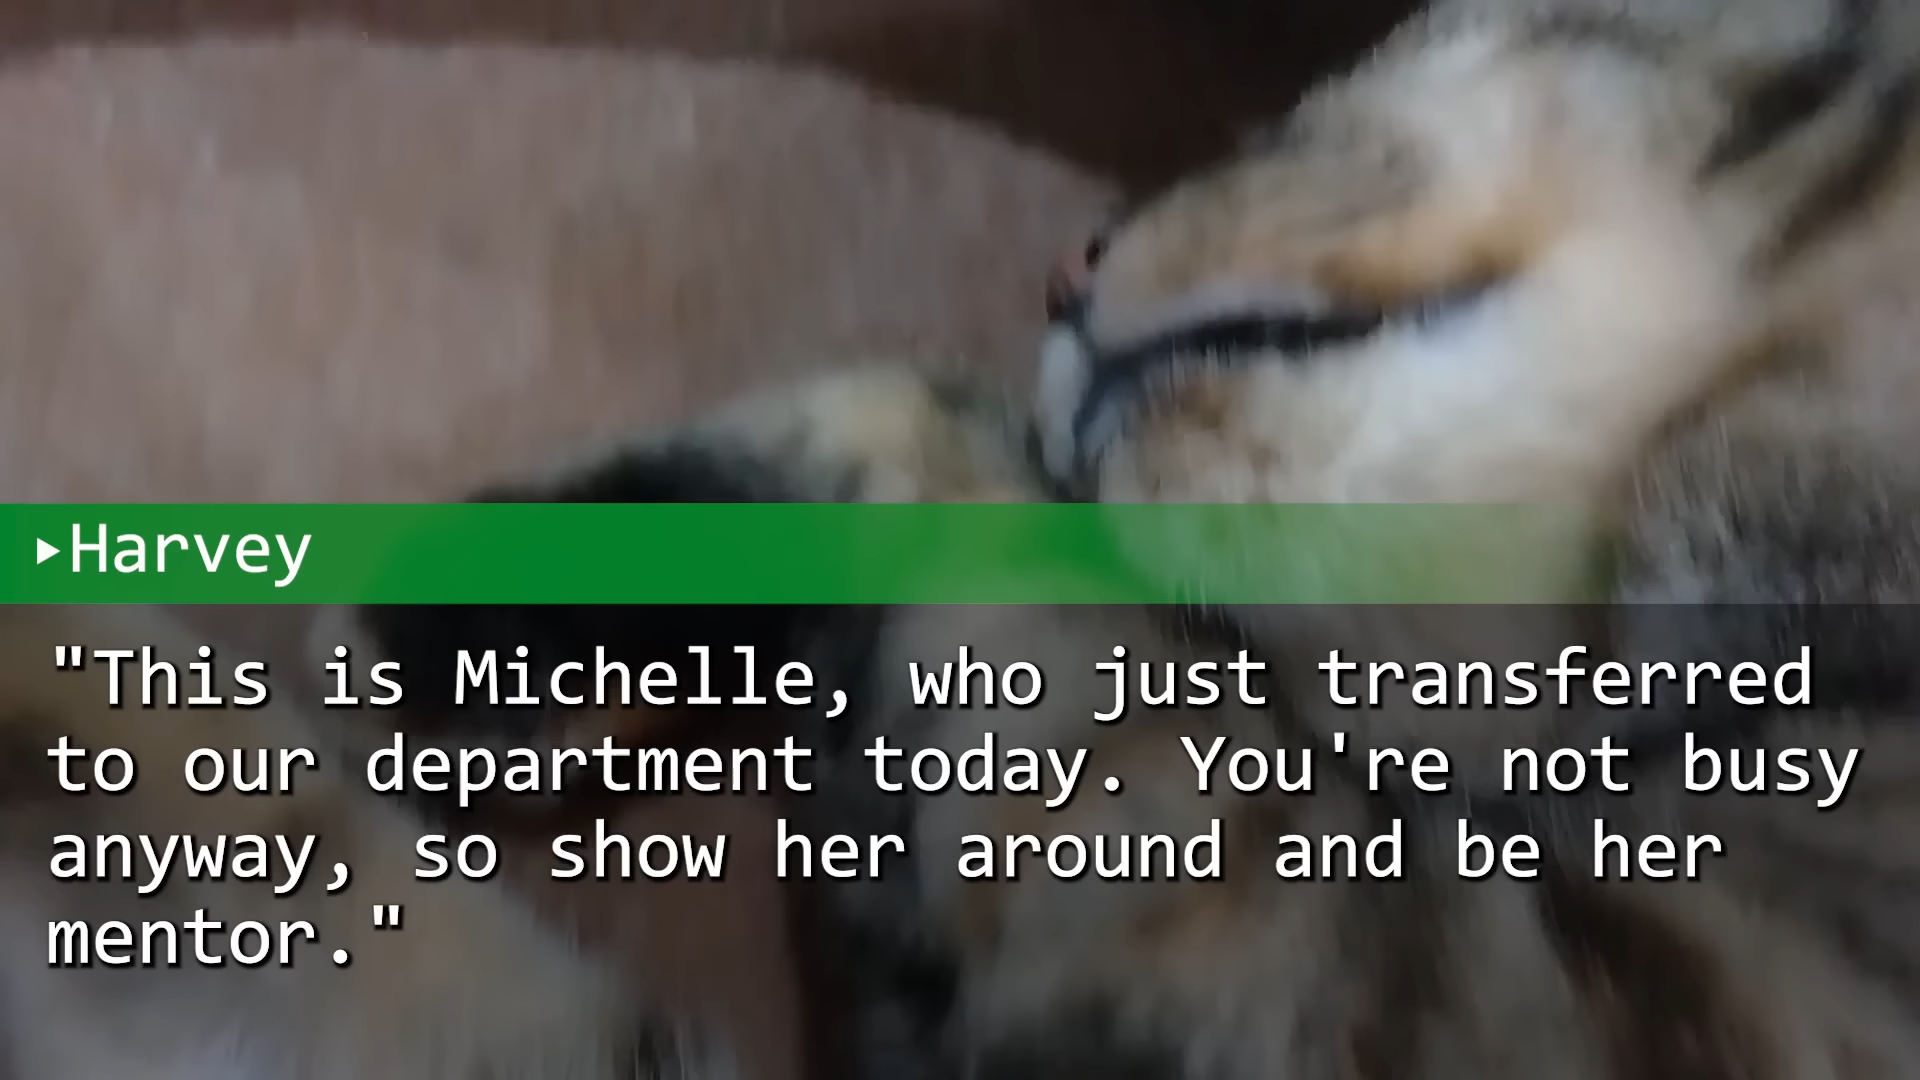 ▸Harvey
"This is Michelle, who just transferred
to our department today. You're not busy
anyway, so show her around and be her
mentor."